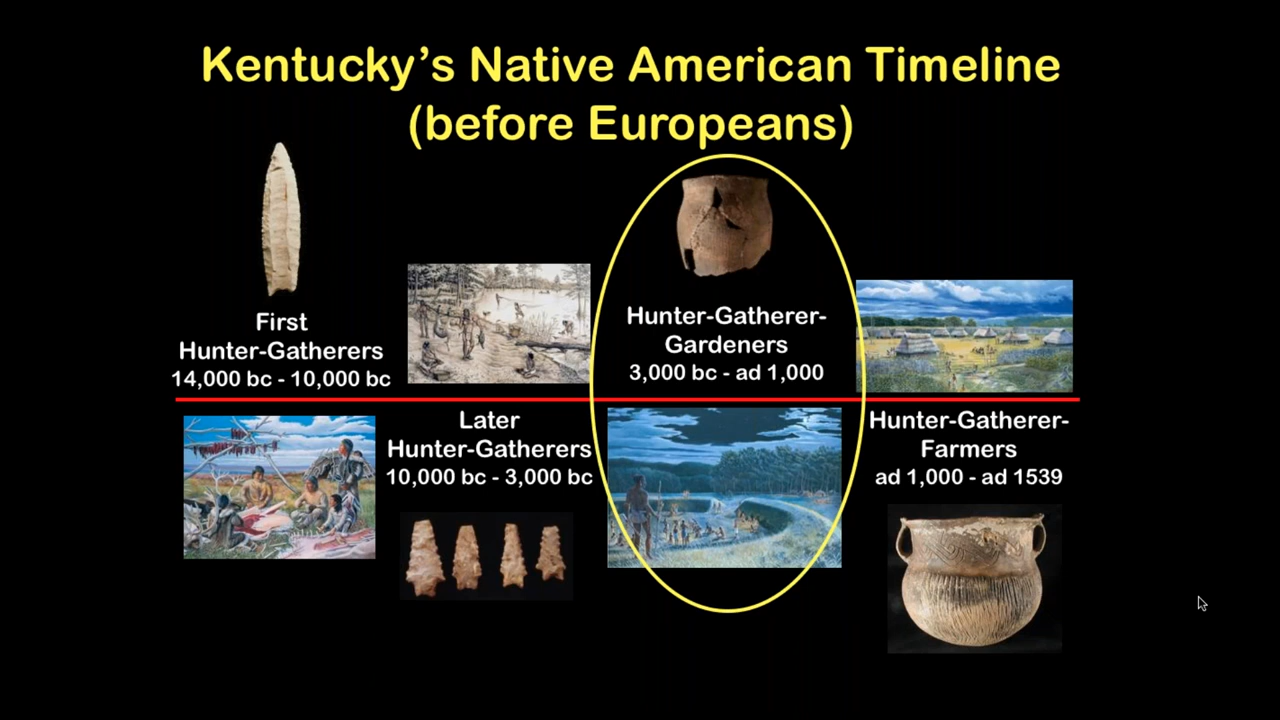 Kentucky's Native American Timeline
(before Europeans)
First
Hunter-Gatherers
14,000 bc - 10,000 bc
Later
Hunter-Gatherers
10,000 bc - 3,000 bc
Hunter-Gatherer-
Gardeners
3,000 bc - ad 1,000
Hunter-Gatherer-
Farmers
ad 1,000 - ad 1539